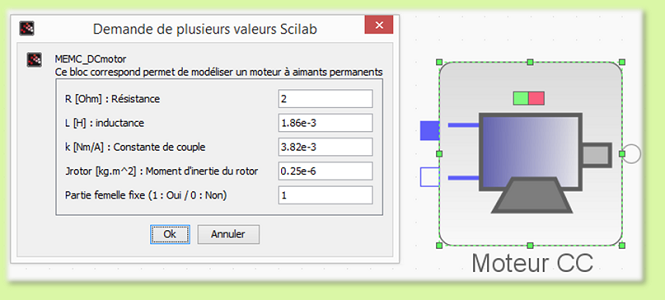 Demande de plusieurs valeurs Scilab
MEMC_DCmotor
Ce bloc correspond permet de modéliser un moteur à aimants permanents
R [Ohm] : Résistance 2
L [H] : inductance 1.86e-3
k [Nm/A] : Constante de couple 3.82e-3
Jrotor [kg.m^2] : Moment d'inertie du rotor 0.25e-6
Partie femelle fixe (1 : Oui / 0 : Non) 1
Ok Annuler
Moteur CC